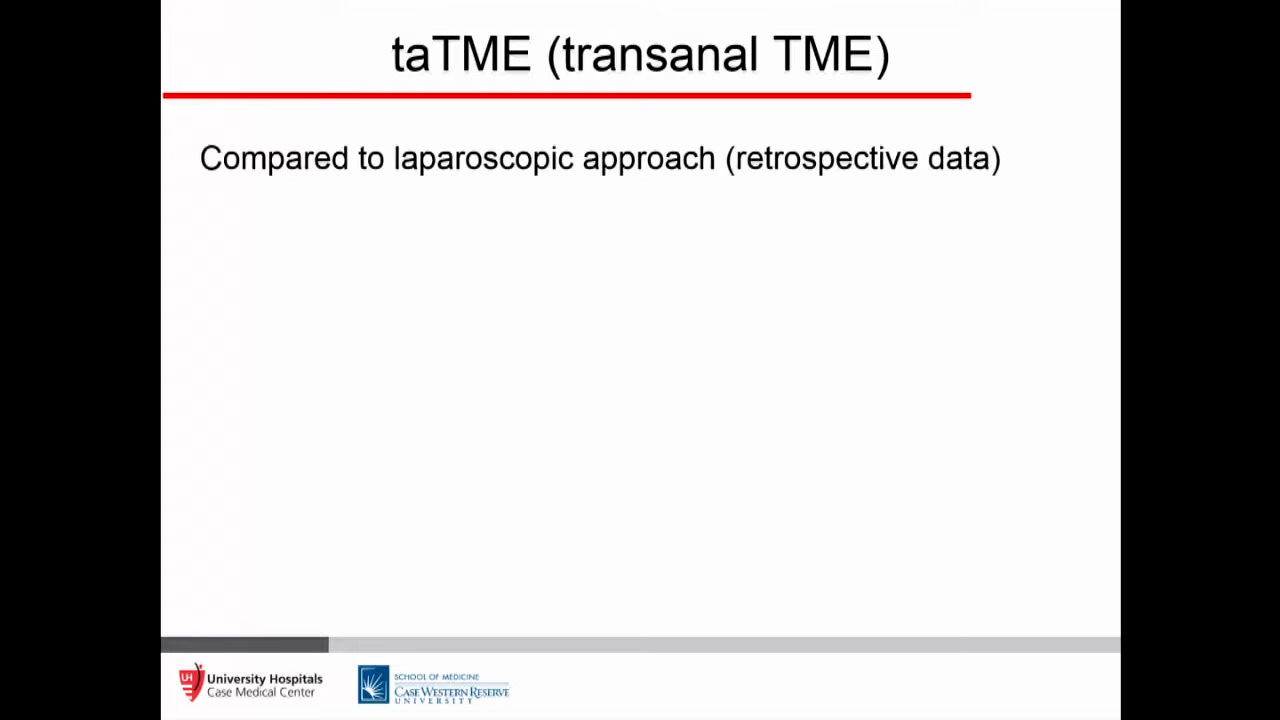 taTME (transanal TME)
Compared to laparoscopic approach (retrospective data)
UH
University Hospitals
Case Medical Center
SCHOOL OF MEDICINE
CASE WESTERN RESERVE
UNIVERSITY